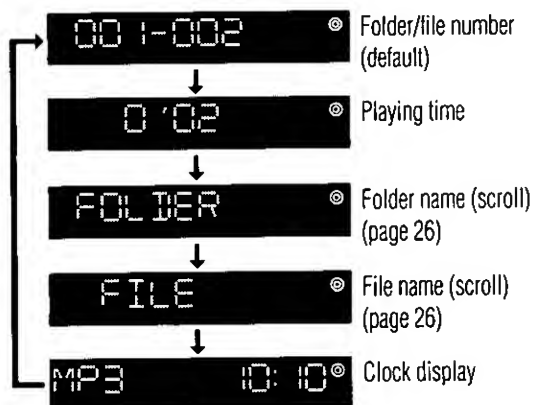 001-002 Folder/file number
(default)
0'02 Playing time
FOLDER Folder name (scroll)
(page 26)
FILE File name (scroll)
(page 26)
MP3 10:10 Clock display